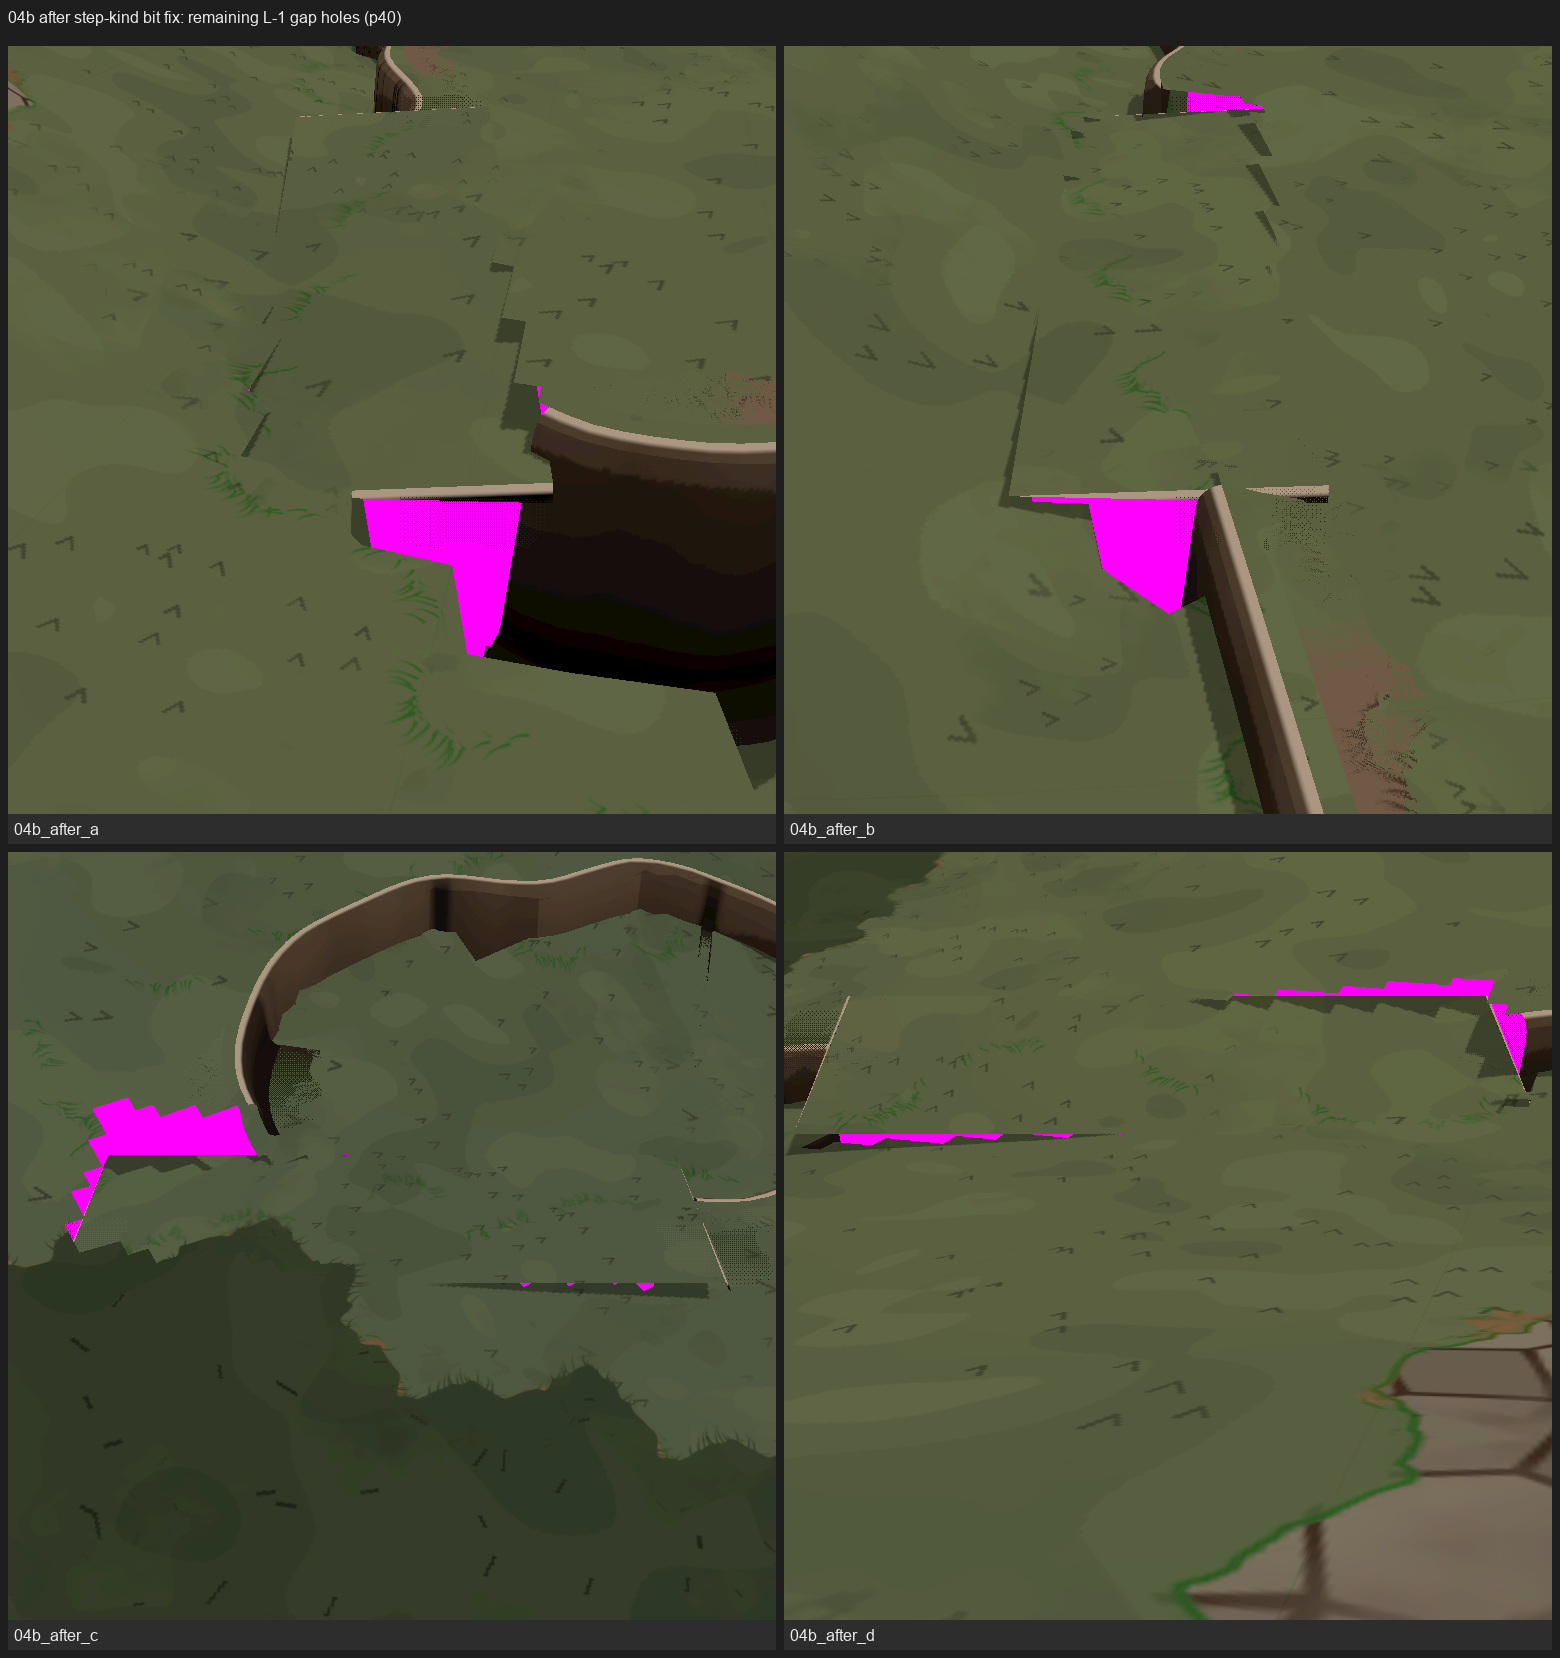 04b after step-kind bit fix: remaining L-1 gap holes (p40)
04b_after_a
04b_after_b
04b_after_c
04b_after_d